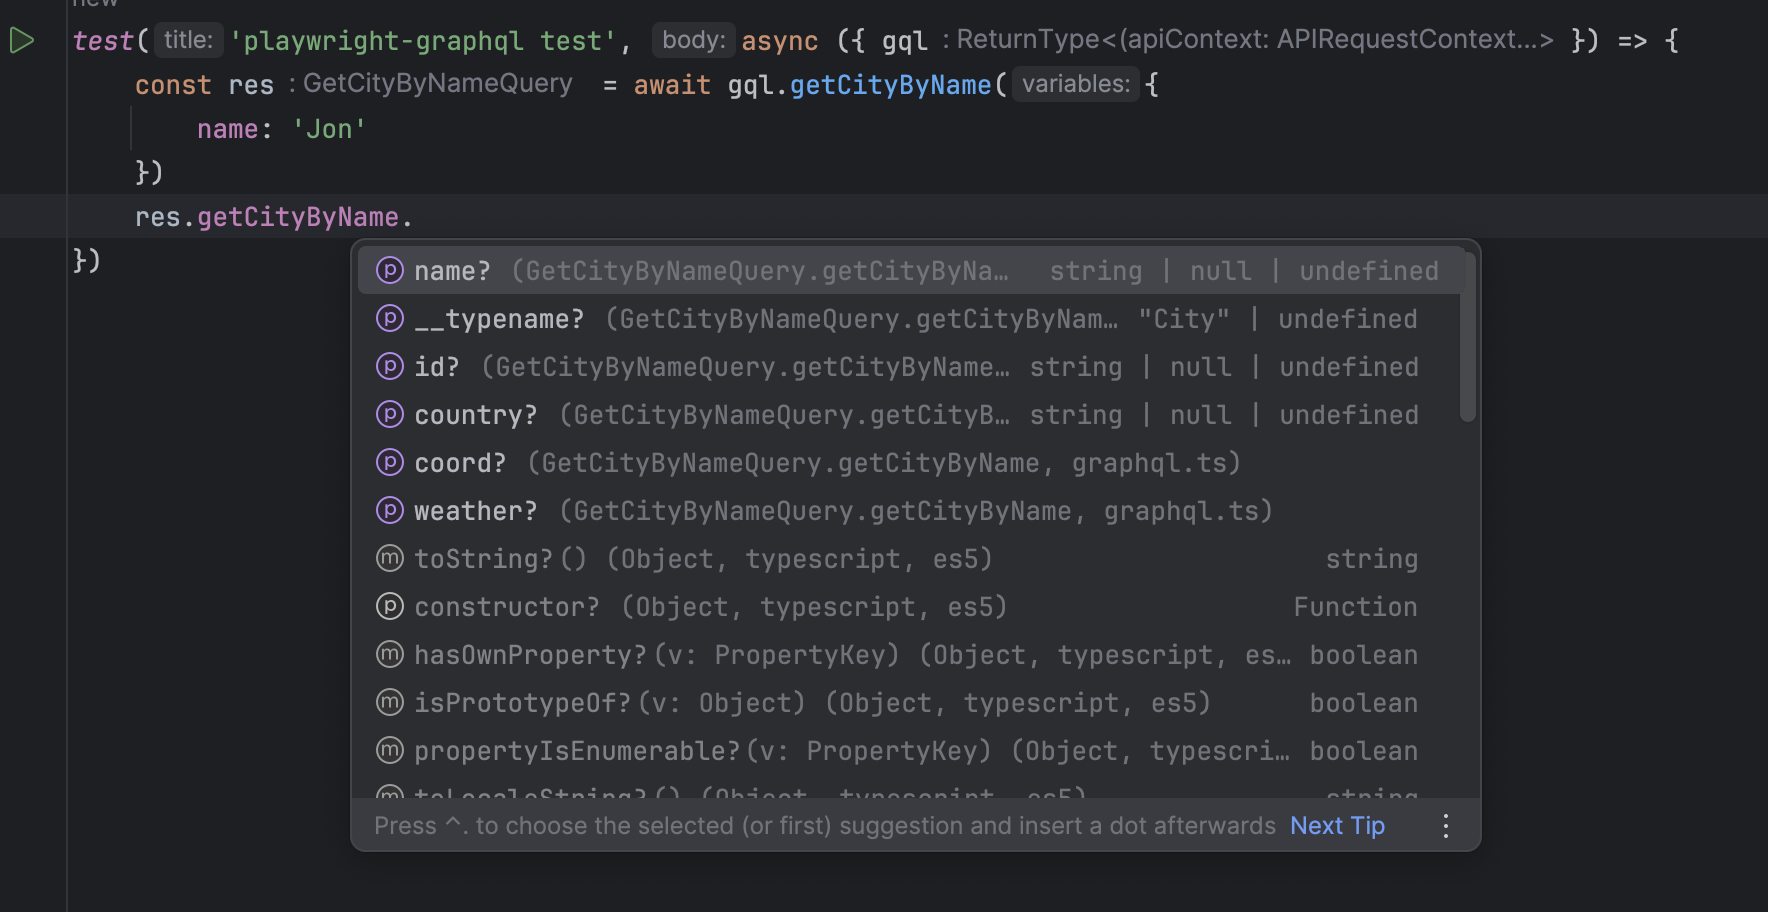 new
test( title: 'playwright-graphql test', body: async ({ gql : ReturnType<(apiContext: APIRequestContext...> }) => {
const res : GetCityByNameQuery = await gql.getCityByName( variables: {
name: 'Jon'
})
res.getCityByName.
})
p name? (GetCityByNameQuery.getCityByNa… string | null | undefined
p __typename? (GetCityByNameQuery.getCityByNam… "City" | undefined
p id? (GetCityByNameQuery.getCityByName… string | null | undefined
p country? (GetCityByNameQuery.getCityB… string | null | undefined
p coord? (GetCityByNameQuery.getCityByName, graphql.ts)
p weather? (GetCityByNameQuery.getCityByName, graphql.ts)
m toString?() (Object, typescript, es5) string
p constructor? (Object, typescript, es5) Function
m hasOwnProperty?(v: PropertyKey) (Object, typescript, es… boolean
m isPrototypeOf?(v: Object) (Object, typescript, es5) boolean
m propertyIsEnumerable?(v: PropertyKey) (Object, typescri… boolean
m toLocaleString?() (Object, typescript, es5) string
Press ^. to choose the selected (or first) suggestion and insert a dot afterwards Next Tip